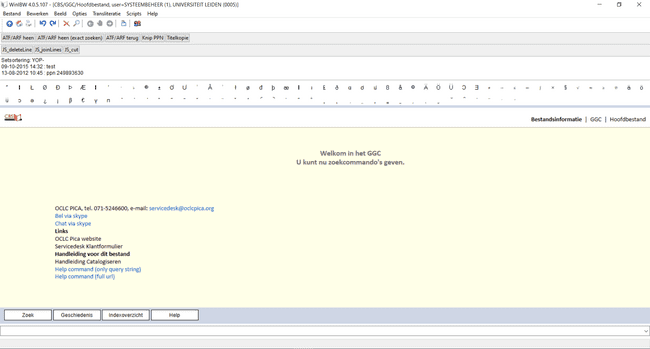 WinIBW 4.0.5.107 - [CBS/GGC/Hoofdbestand; user=SYSTEEMBEHEER (1), UNIVERSITEIT LEIDEN (0005)]
Bestand Bewerken Beeld Opties Transliteratie Scripts Help
ATF/ARF heen ATF/ARF heen (exact zoeken) ATF/ARF terug Knip PPN Titelkopie
JS_deleteLine JS_joinLines JS_cut
Setsortering: YOP-
09-10-2015 14:32 : test
13-08-2012 10:45 : ppn 249893630
Bestandsinformatie | GGC | Hoofdbestand
Welkom in het GGC
U kunt nu zoekcommando's geven.
OCLC PICA, tel. 071-5246600, e-mail: servicedesk@oclcpica.org
Bel via skype
Chat via skype
Links
OCLC Pica website
Servicedesk Klantformulier
Handleiding voor dit bestand
Handleiding Catalogiseren
Help command (only query string)
Help command (full url)
Zoek Geschiedenis Indexoverzicht Help